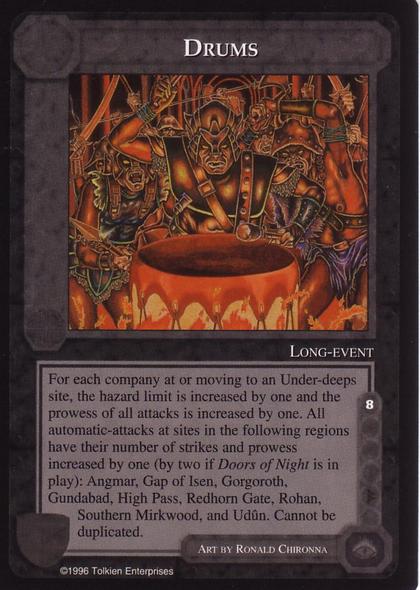 DRUMS
LONG-EVENT
For each company at or moving to an Under-deeps
site, the hazard limit is increased by one and the
prowess of all attacks is increased by one. All
automatic-attacks at sites in the following regions
have their number of strikes and prowess
increased by one (by two if Doors of Night is in
play): Angmar, Gap of Isen, Gorgoroth,
Gundabad, High Pass, Redhorn Gate, Rohan,
Southern Mirkwood, and Udûn. Cannot be
duplicated.
8
ART BY RONALD CHIRONNA
©1996 Tolkien Enterprises